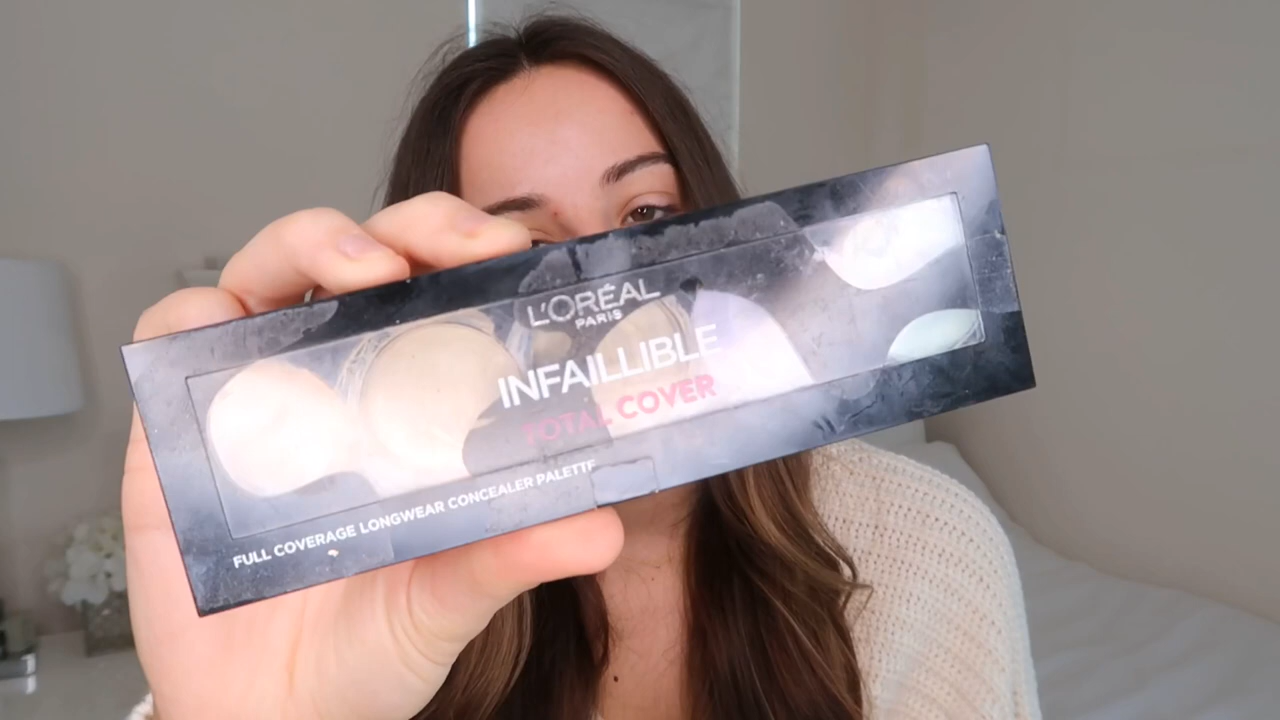 L'ORÉAL
PARIS
INFAILLIBLE
TOTAL COVER
FULL COVERAGE LONGWEAR CONCEALER PALETTE